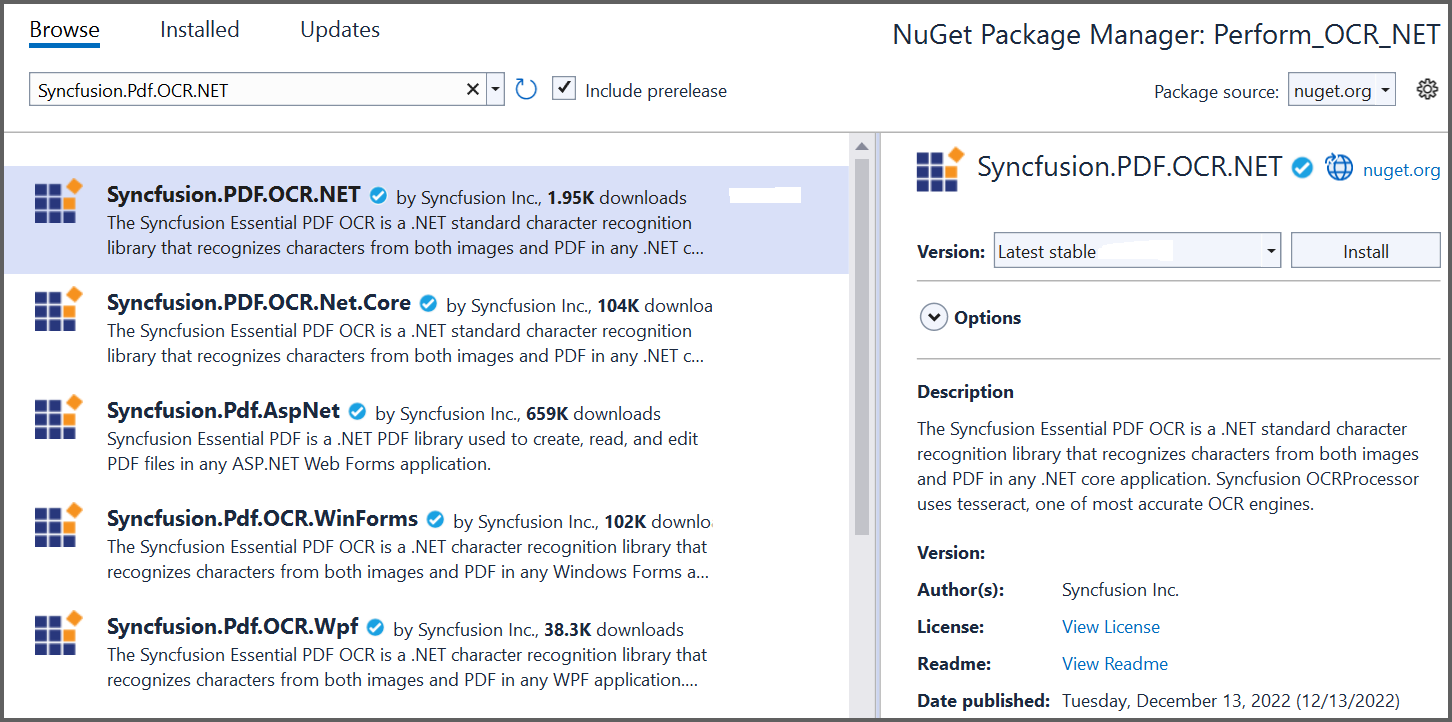 Browse Installed Updates
NuGet Package Manager: Perform_OCR_NET
Syncfusion.Pdf.OCR.NET
Include prerelease
Package source: nuget.org
Syncfusion.PDF.OCR.NET by Syncfusion Inc., 1.95K downloads
The Syncfusion Essential PDF OCR is a .NET standard character recognition
library that recognizes characters from both images and PDF in any .NET c...
Syncfusion.PDF.OCR.Net.Core by Syncfusion Inc., 104K downloa
The Syncfusion Essential PDF OCR is a .NET standard character recognition
library that recognizes characters from both images and PDF in any .NET c...
Syncfusion.Pdf.AspNet by Syncfusion Inc., 659K downloads
Syncfusion Essential PDF is a .NET PDF library used to create, read, and edit
PDF files in any ASP.NET Web Forms application.
Syncfusion.Pdf.OCR.WinForms by Syncfusion Inc., 102K downlo
The Syncfusion Essential PDF OCR is a .NET character recognition library that
recognizes characters from both images and PDF in any Windows Forms a...
Syncfusion.Pdf.OCR.Wpf by Syncfusion Inc., 38.3K downloads
The Syncfusion Essential PDF OCR is a .NET character recognition library that
recognizes characters from both images and PDF in any WPF application....
Syncfusion.PDF.OCR.NET nuget.org
Version: Latest stable Install
Options
Description
The Syncfusion Essential PDF OCR is a .NET standard character
recognition library that recognizes characters from both images
and PDF in any .NET core application. Syncfusion OCRProcessor
uses tesseract, one of most accurate OCR engines.
Version:
Author(s): Syncfusion Inc.
License: View License
Readme: View Readme
Date published: Tuesday, December 13, 2022 (12/13/2022)